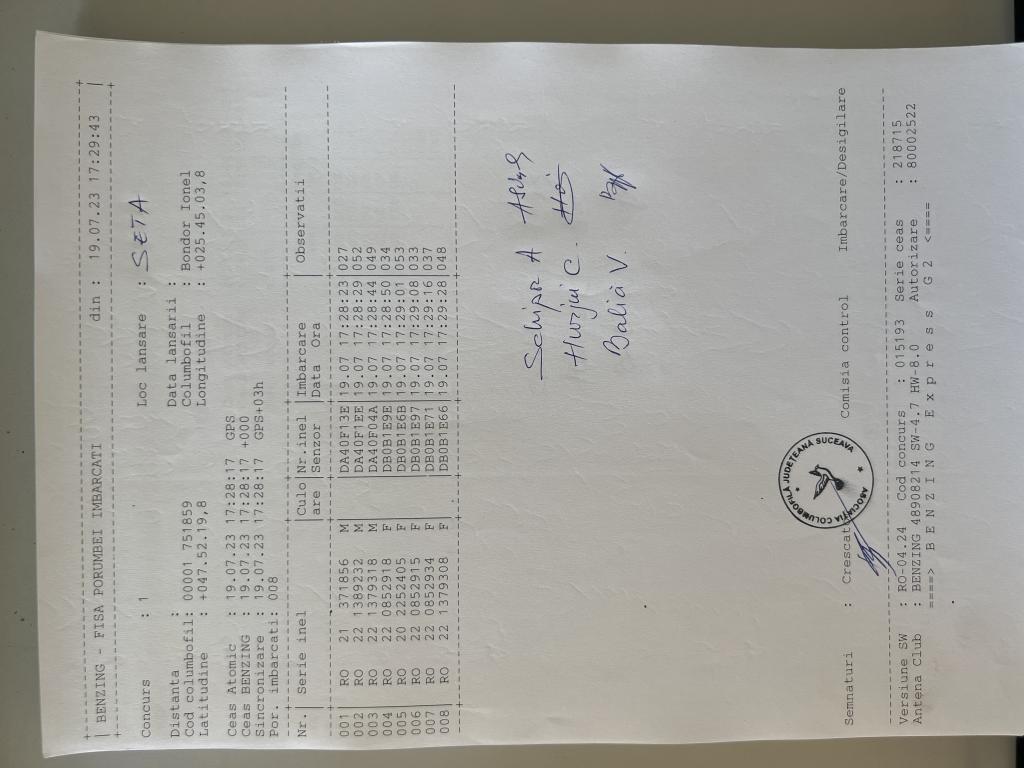 BENZING - FISA PORUMBEI IMBARCATI din : 19.07.23 17:29:43
Concurs : 1 Loc lansare : SETA
Distanta : Data lansarii :
Cod columbofil: 00001 751859 Columbofil : Bondor Ionel
Latitudine : +047.52.19,8 Longitudine : +025.45.03,8
Ceas Atomic : 19.07.23 17:28:17 GPS
Ceas BENZING : 19.07.23 17:28:17 +000
Sincronizare : 19.07.23 17:28:17 GPS+03h
Por. imbarcati: 008
Nr. | Serie inel | Culo | Nr.inel | Imbarcare | Observatii
are | Senzor | Data Ora
001 | RO 21 371856 M | DA40F13E | 19.07 17:28:23 | 027
002 | RO 22 1389232 M | DA40F1EE | 19.07 17:28:29 | 052
003 | RO 22 1379318 M | DA40F04A | 19.07 17:28:44 | 049
004 | RO 22 0852918 F | DB0B1E9E | 19.07 17:28:50 | 034
005 | RO 20 2252405 F | DB0B1E6B | 19.07 17:29:01 | 053
006 | RO 22 0852915 F | DB0B1E97 | 19.07 17:29:08 | 033
007 | RO 22 0852934 F | DB0B1E71 | 19.07 17:29:16 | 037
008 | RO 22 1379308 F | DB0B1E66 | 19.07 17:29:28 | 048
Schipor A
Huzjui C.
Balia V.
ASOCIATIA COLUMBOFILĂ JUDEȚEANĂ SUCEAVA
Semnaturi : Crescat Comisia control Imbarcare/Desigilare
Versiune SW : RO-04.24 Cod concurs : 015193 Serie ceas : 218715
Antena Club : BENZING 48908214 SW-4.7 HW-8.0 Autorizare : 80002522
====> B E N Z I N G E x p r e s s G 2 <====